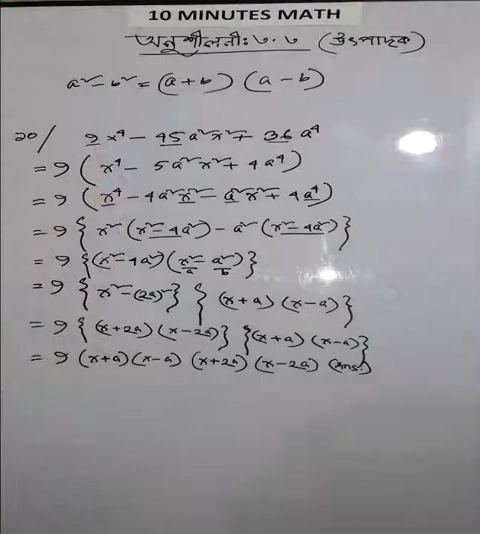 10 MINUTES MATH
অনুশীলনী: ৩.৩ (উৎপাদক)
a² - b² = (a + b) (a - b)
২০/ 9x⁴ - 45a²x² + 36a⁴
= 9 (x⁴ - 5a²x² + 4a⁴)
= 9 (x⁴ - 4a²x² - a²x² + 4a⁴)
= 9 {x² (x² - 4a²) - a² (x² - 4a²)}
= 9 {(x² - 4a²) (x² - a²)}
a b
= 9 {x² - (2a)²} {(x + a) (x - a)}
= 9 {(x + 2a) (x - 2a)} {(x + a) (x - a)}
= 9 (x + a) (x - a) (x + 2a) (x - 2a) (Ans.)